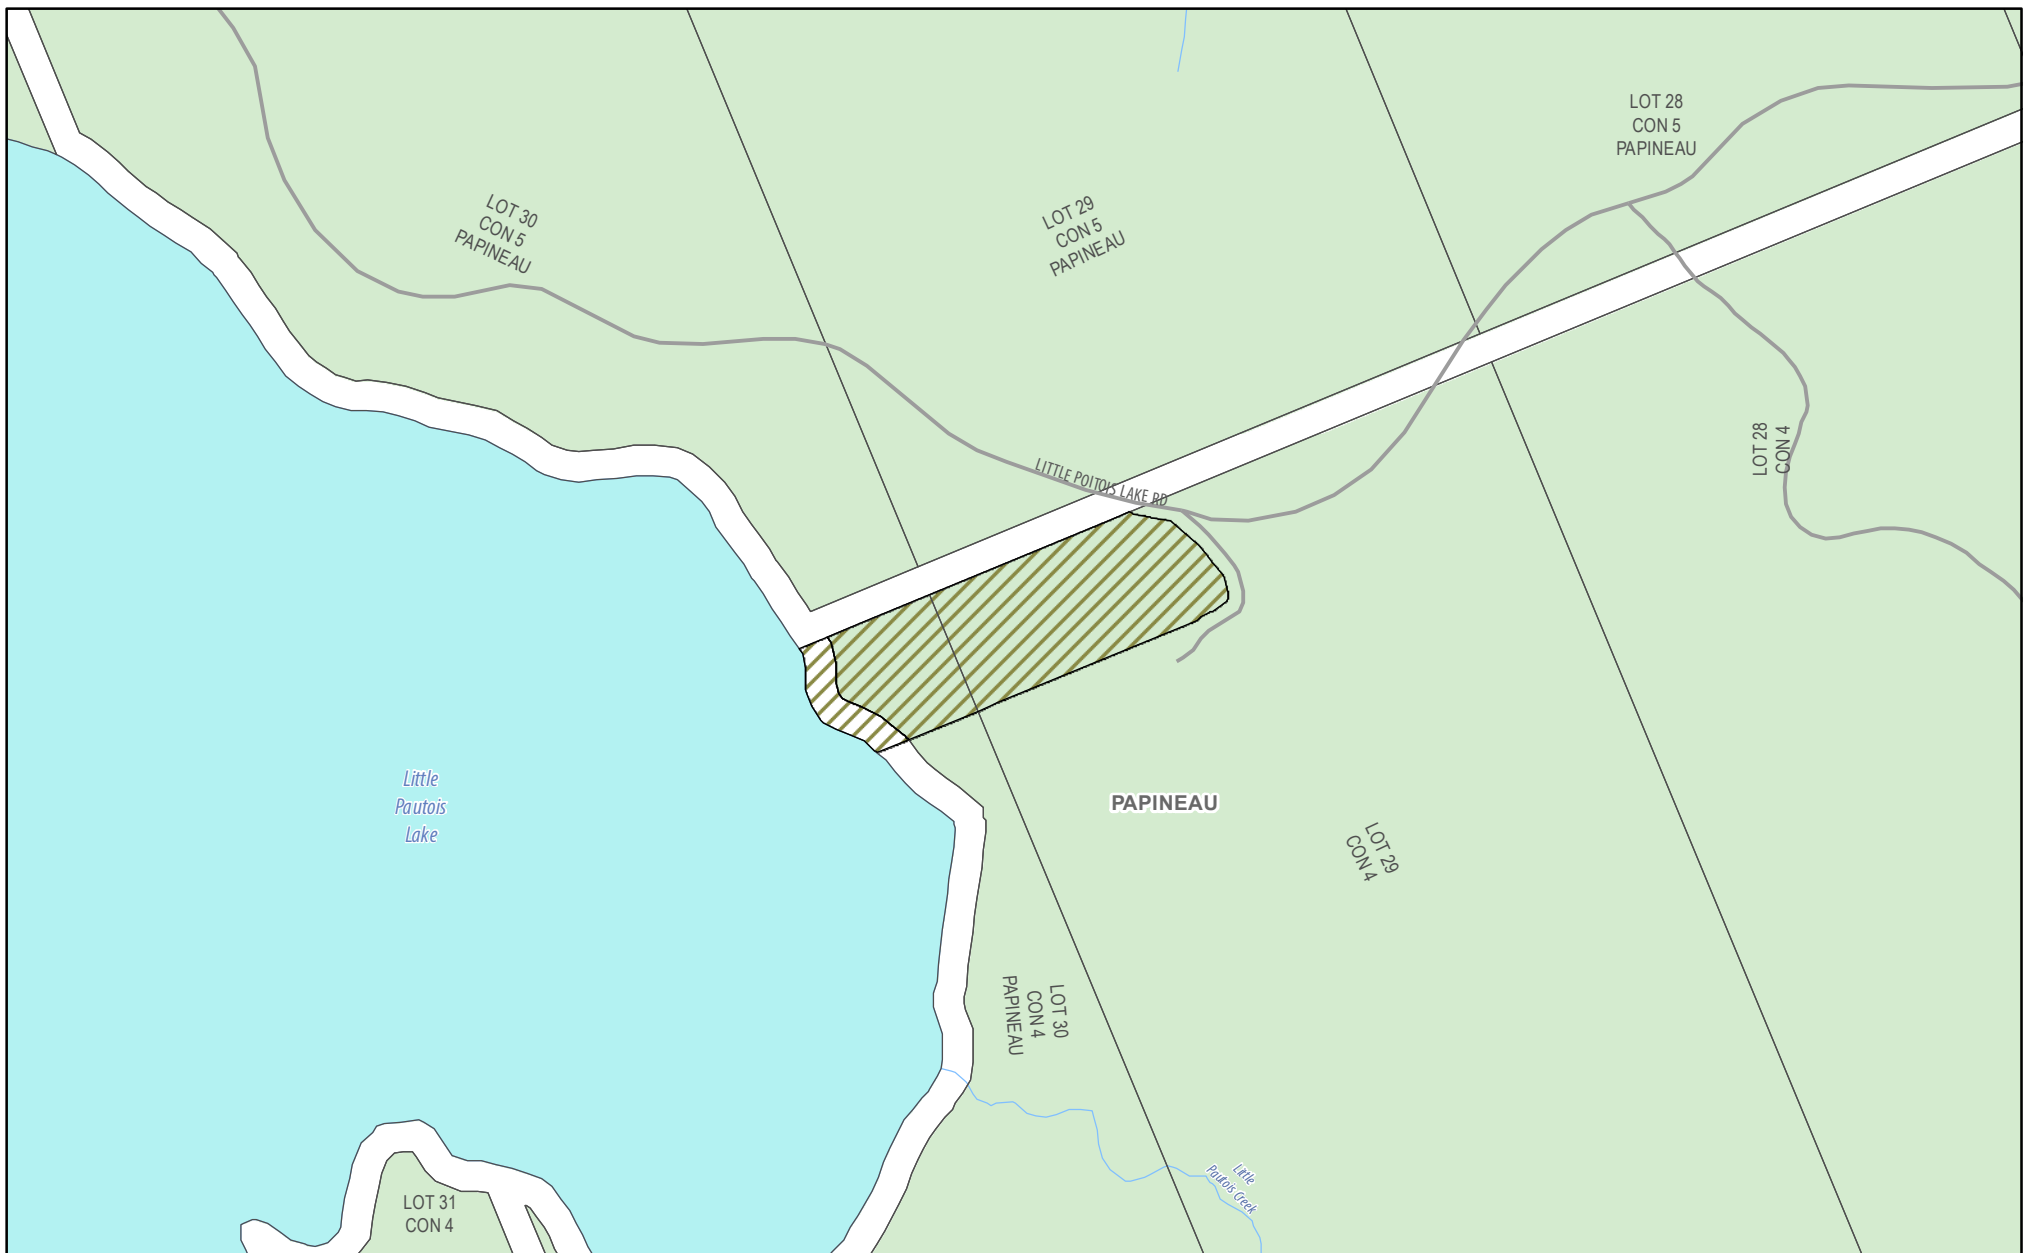 LOT 28
CON 5
PAPINEAU
LOT 30
CON 5
PAPINEAU
LOT 29
CON 5
PAPINEAU
LOT 28
CON 4
LITTLE POITOIS LAKE RD
Little
Pautois
Lake
PAPINEAU
LOT 29
CON 4
LOT 30
CON 4
PAPINEAU
Little
Pautois Creek
LOT 31
CON 4